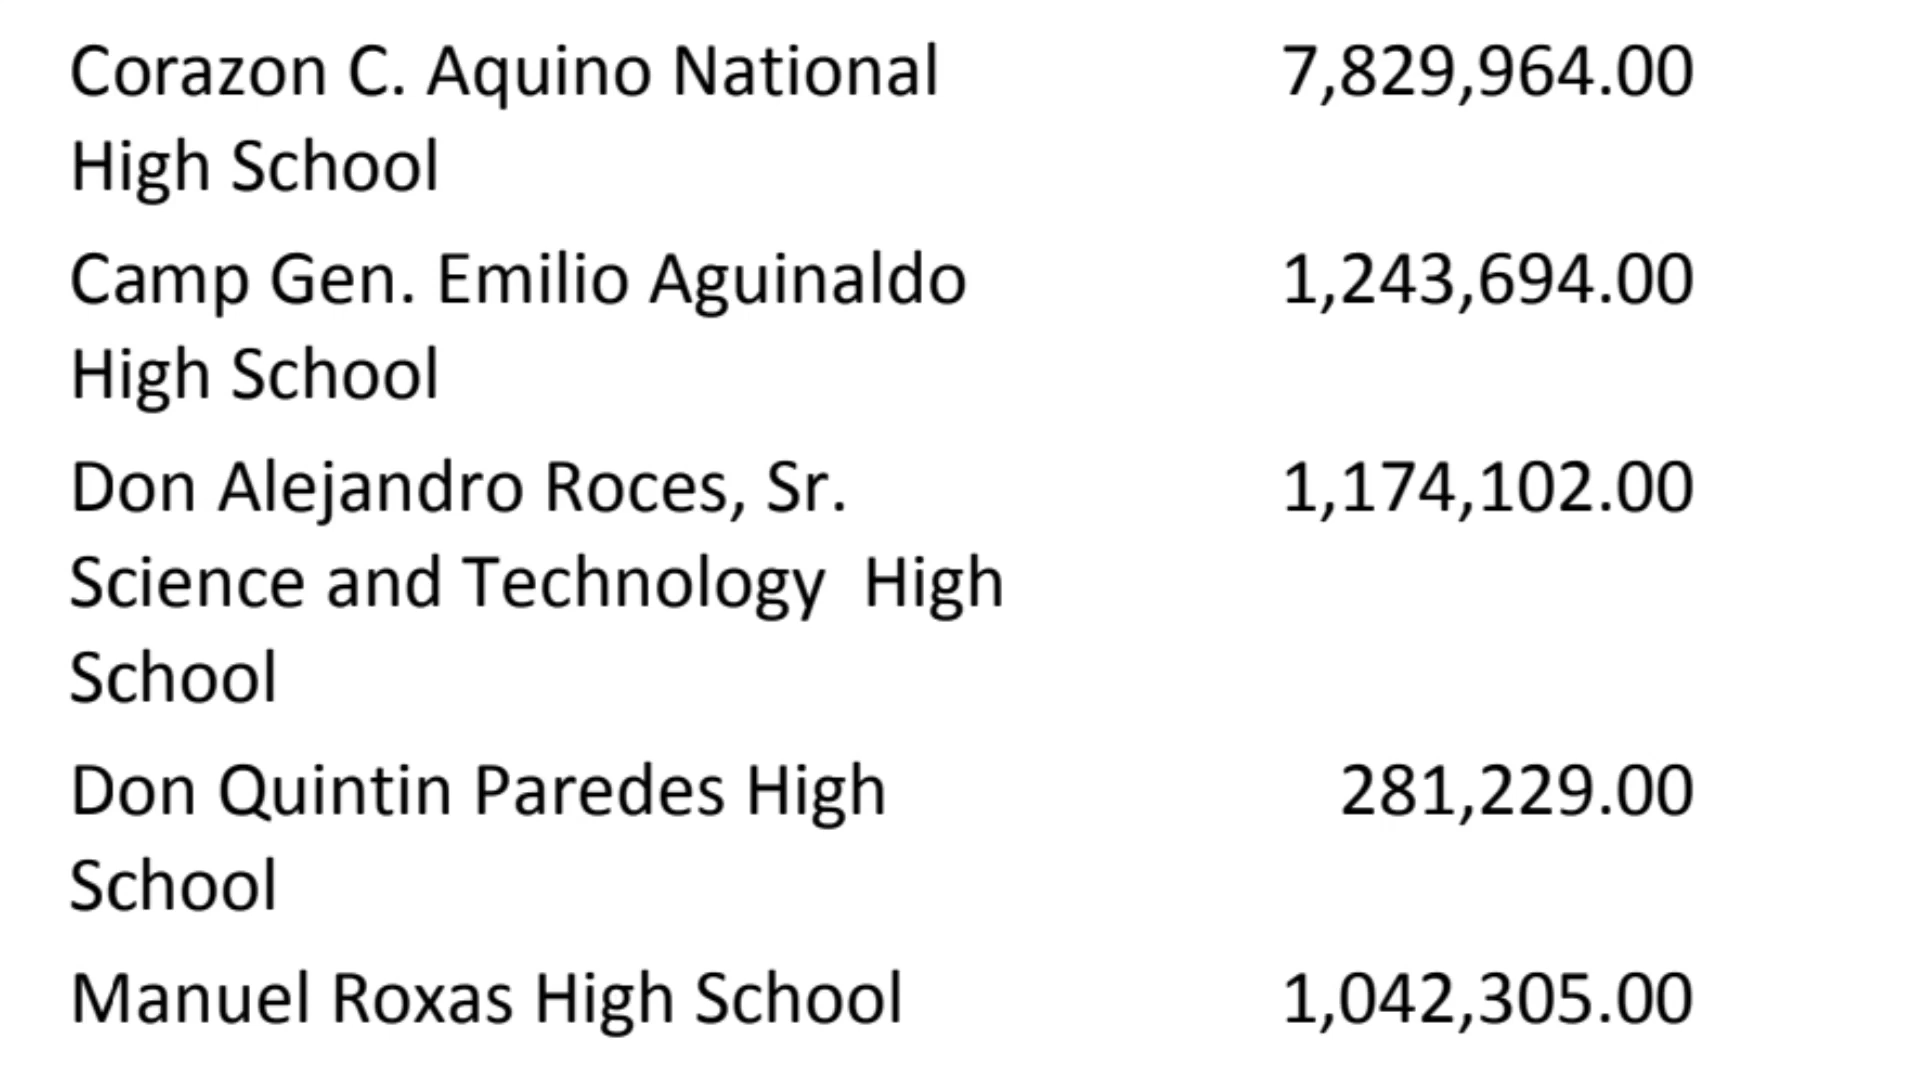 Corazon C. Aquino National 7,829,964.00
High School
Camp Gen. Emilio Aguinaldo 1,243,694.00
High School
Don Alejandro Roces, Sr. 1,174,102.00
Science and Technology  High
School
Don Quintin Paredes High 281,229.00
School
Manuel Roxas High School 1,042,305.00